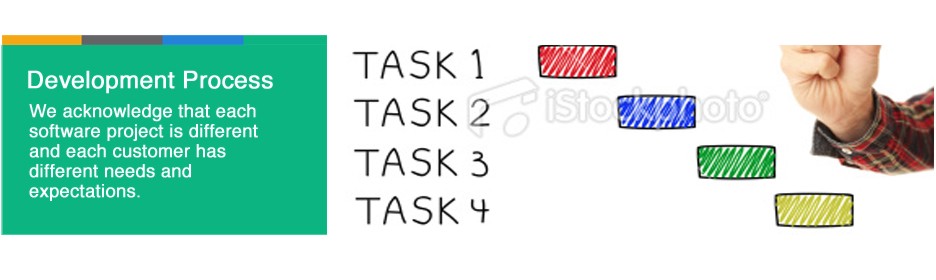 Development Process
We acknowledge that each
software project is different
and each customer has
different needs and
expectations.
TASK 1
TASK 2
TASK 3
TASK 4
iStockphoto